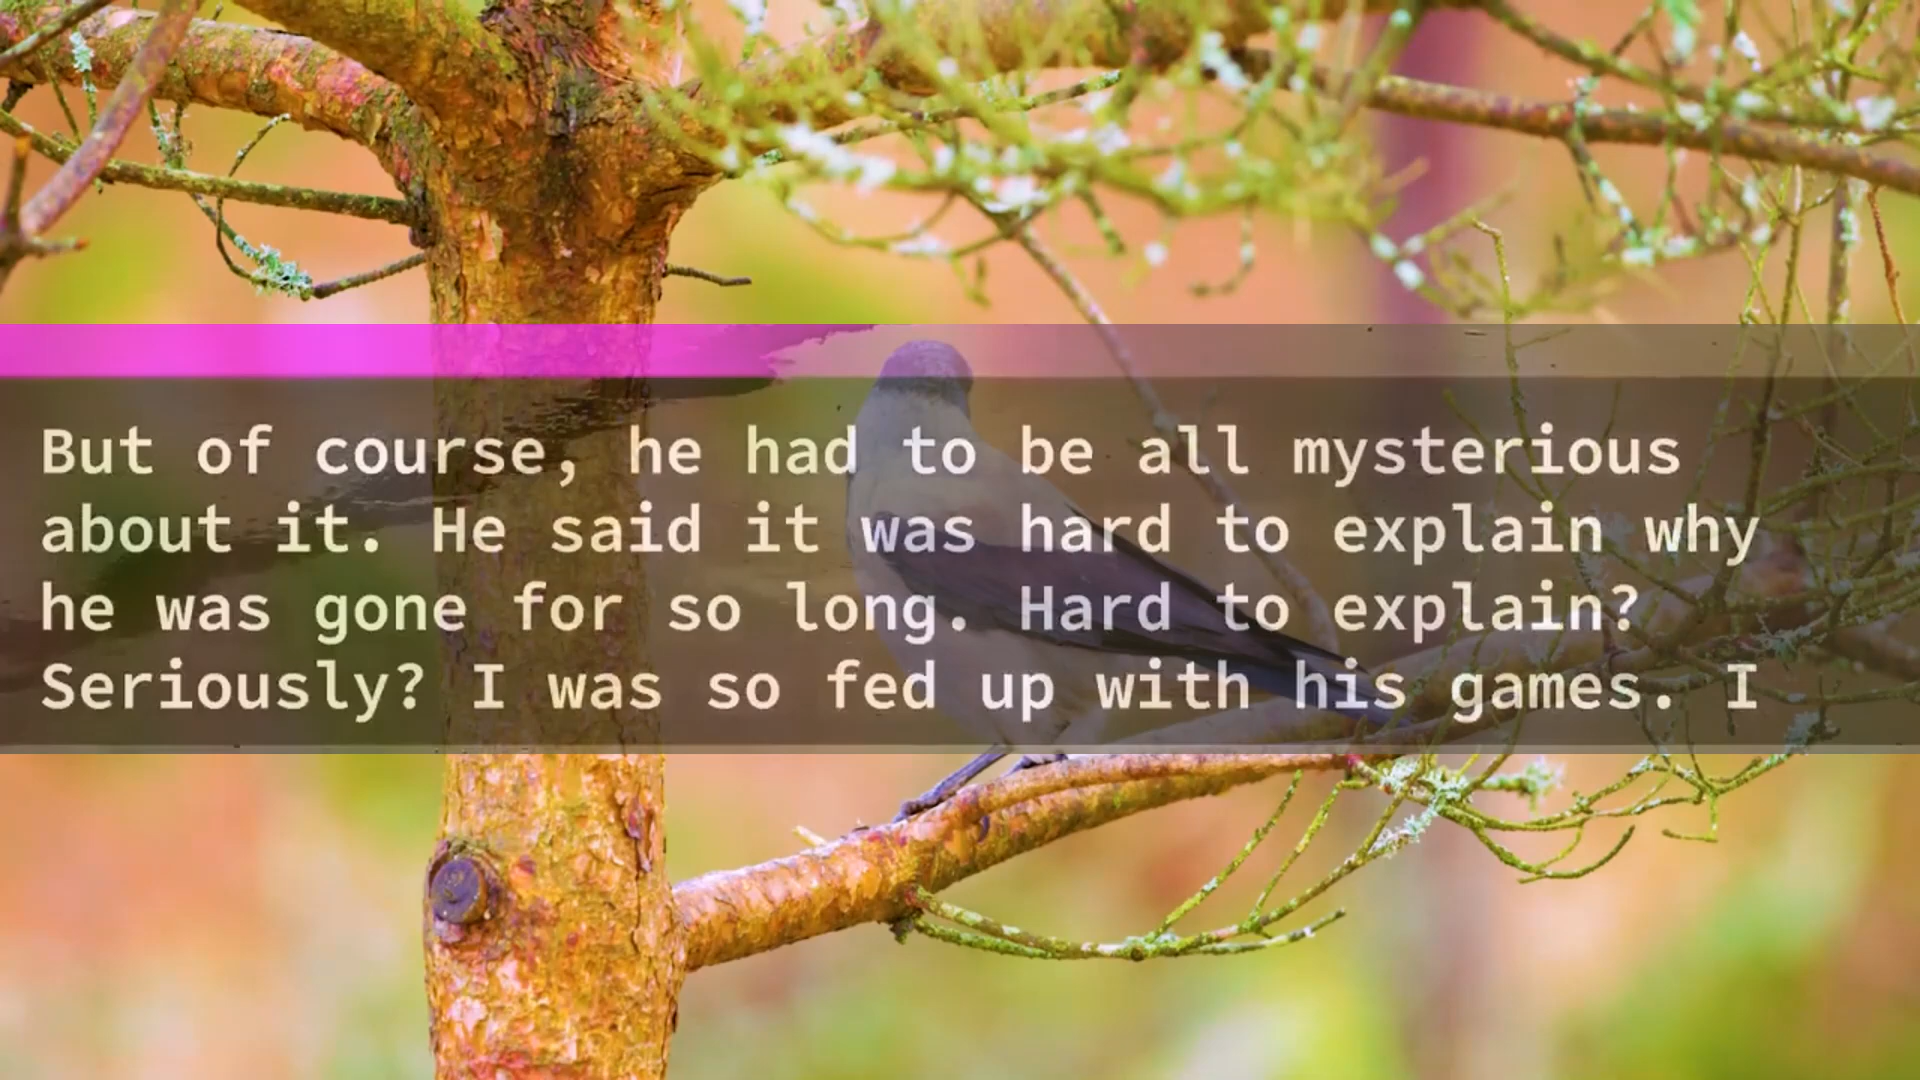 But of course, he had to be all mysterious
about it. He said it was hard to explain why
he was gone for so long. Hard to explain?
Seriously? I was so fed up with his games. I